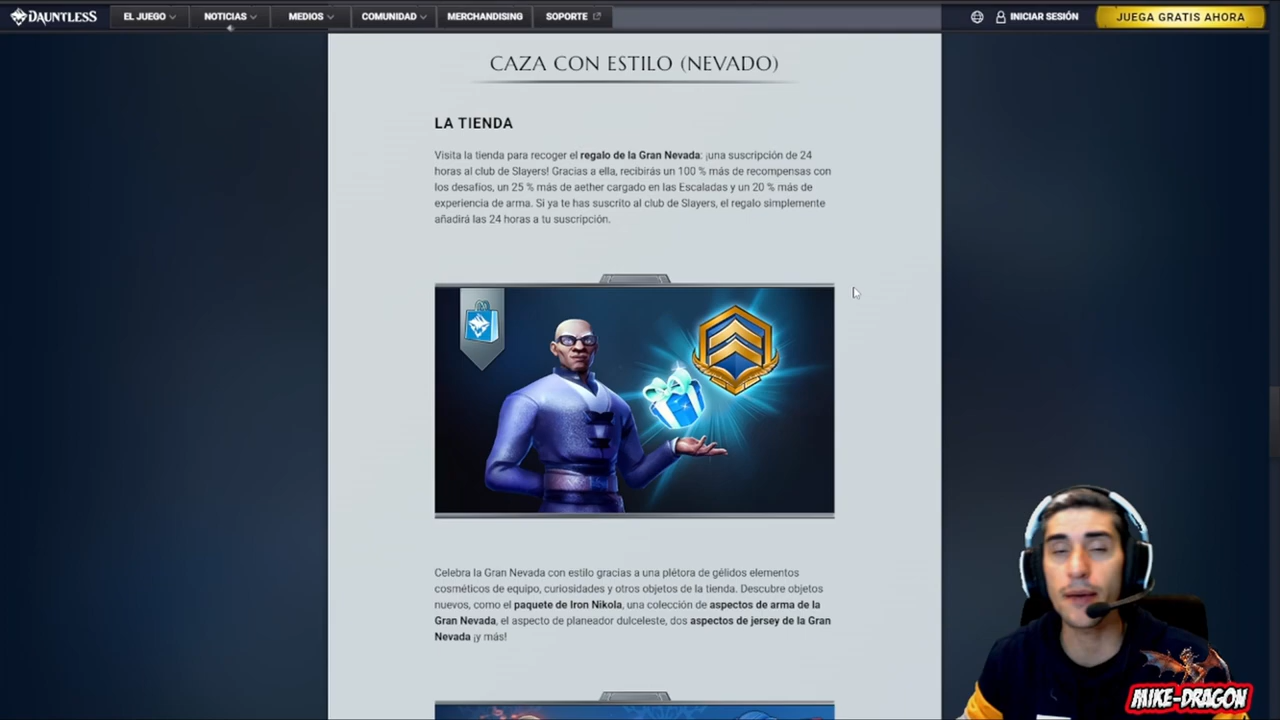 DAUNTLESS
EL JUEGO
NOTICIAS
MEDIOS
COMUNIDAD
MERCHANDISING
SOPORTE
INICIAR SESIÓN
JUEGA GRATIS AHORA
CAZA CON ESTILO (NEVADO)
LA TIENDA
Visita la tienda para recoger el regalo de la Gran Nevada: ¡una suscripción de 24
horas al club de Slayers! Gracias a ella, recibirás un 100 % más de recompensas con
los desafíos, un 25 % más de aether cargado en las Escaladas y un 20 % más de
experiencia de arma. Si ya te has suscrito al club de Slayers, el regalo simplemente
añadirá las 24 horas a tu suscripción.
Celebra la Gran Nevada con estilo gracias a una plétora de gélidos elementos
cosméticos de equipo, curiosidades y otros objetos de la tienda. Descubre objetos
nuevos, como el paquete de Iron Nikola, una colección de aspectos de arma de la
Gran Nevada, el aspecto de planeador dulceleste, dos aspectos de jersey de la Gran
Nevada ¡y más!
MIKE-DRAGON